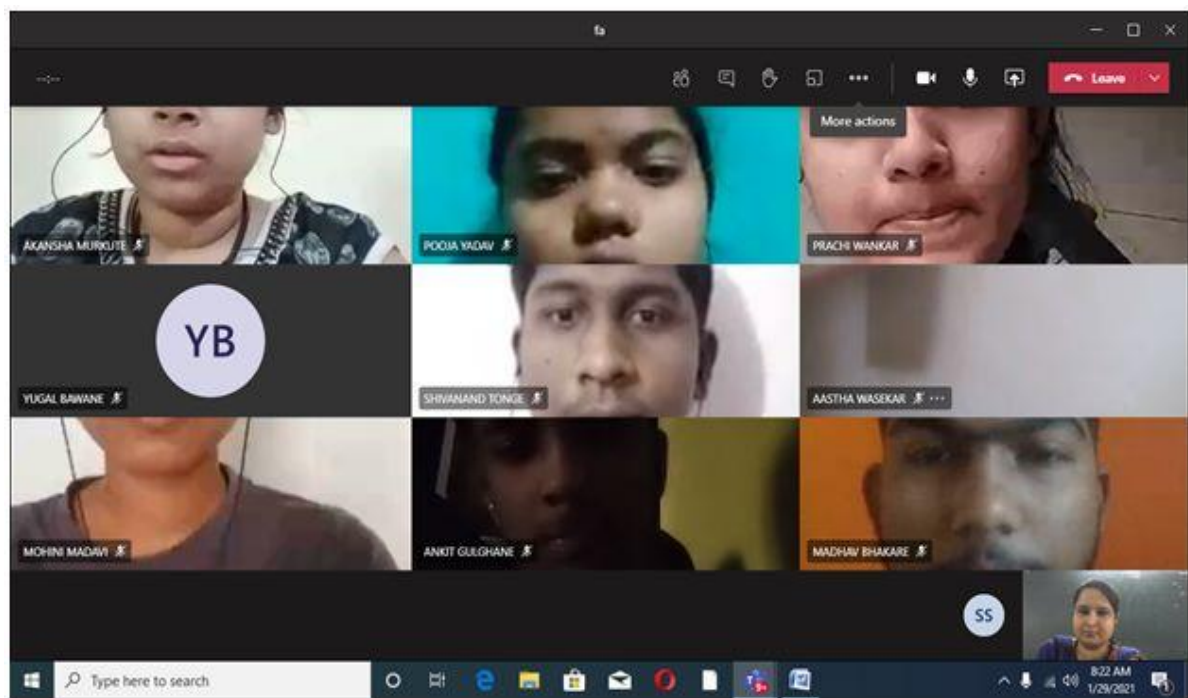 fa
--:--
Leave
More actions
AKANSHA MURKUTE
POOJA YADAV
PRACHI WANKAR
YB
YUGAL BAWANE
SHIVANAND TONGE
AASTHA WASEKAR
MOHINI MADAVI
ANKIT GULGHANE
MADHAV BHAKARE
SS
Type here to search
8:22 AM
1/29/2021